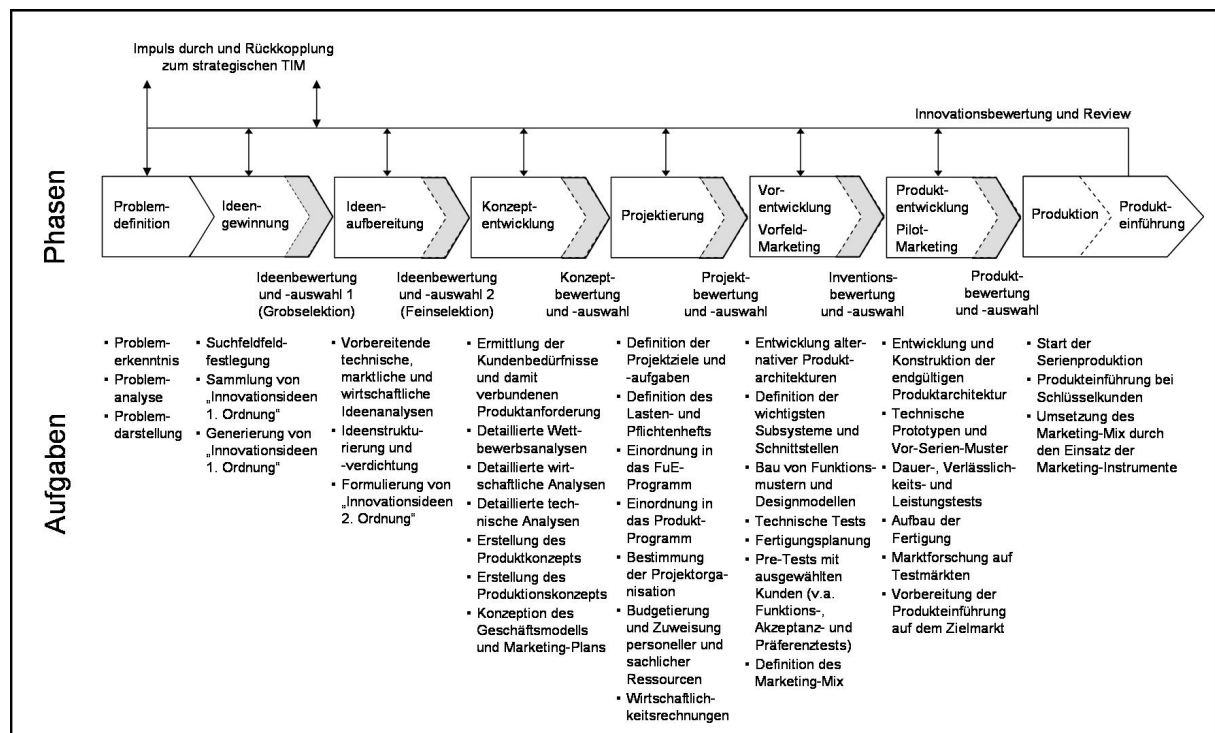 Impuls durch und Rückkopplung
zum strategischen TIM
Innovationsbewertung und Review
Phasen
Problem-
definition
Ideen-
gewinnung
Ideen-
aufbereitung
Konzept-
entwicklung
Projektierung
Vor-
entwicklung
Vorfeld-
Marketing
Produkt-
entwicklung
Pilot-
Marketing
Produktion
Produkt-
einführung
Ideenbewertung
und -auswahl 1
(Grobselektion)
Ideenbewertung
und -auswahl 2
(Feinselektion)
Konzept-
bewertung
und -auswahl
Projekt-
bewertung
und -auswahl
Inventions-
bewertung
und -auswahl
Produkt-
bewertung
und -auswahl
Aufgaben
▪ Problem-
erkenntnis
▪ Problem-
analyse
▪ Problem-
darstellung
▪ Suchfeldfeld-
festlegung
▪ Sammlung von
„Innovationsideen
1. Ordnung“
▪ Generierung von
„Innovationsideen
1. Ordnung“
▪ Vorbereitende
technische,
marktliche und
wirtschaftliche
Ideenanalysen
▪ Ideenstruktu-
rierung und
-verdichtung
▪ Formulierung von
„Innovationsideen
2. Ordnung“
▪ Ermittlung der
Kundenbedürfnisse
und damit
verbundenen
Produktanforderung
▪ Detaillierte Wett-
bewerbsanalysen
▪ Detaillierte wirt-
schaftliche Analysen
▪ Detaillierte tech-
nische Analysen
▪ Erstellung des
Produktkonzepts
▪ Erstellung des
Produktionskonzepts
▪ Konzeption des
Geschäftsmodells
und Marketing-Plans
▪ Definition der
Projektziele und
-aufgaben
▪ Definition des
Lasten- und
Pflichtenhefts
▪ Einordnung in
das FuE-
Programm
▪ Einordnung in
das Produkt-
Programm
▪ Bestimmung
der Projektorga-
nisation
▪ Budgetierung
und Zuweisung
personeller und
sachlicher
Ressourcen
▪ Wirtschaftlich-
keitsrechnungen
▪ Entwicklung alter-
nativer Produkt-
architekturen
▪ Definition der
wichtigsten
Subsysteme und
Schnittstellen
▪ Bau von Funktions-
mustern und
Designmodellen
▪ Technische Tests
▪ Fertigungsplanung
▪ Pre-Tests mit
ausgewählten
Kunden (v.a.
Funktions-,
Akzeptanz- und
Präferenztests)
▪ Definition des
Marketing-Mix
▪ Entwicklung und
Konstruktion der
endgültigen
Produktarchitektur
▪ Technische
Prototypen und
Vor-Serien-Muster
▪ Dauer-, Verlässlich-
keits- und
Leistungstests
▪ Aufbau der
Fertigung
▪ Marktforschung auf
Testmärkten
▪ Vorbereitung der
Produkteinführung
auf dem Zielmarkt
▪ Start der
Serienproduktion
▪ Produkteinführung bei
Schlüsselkunden
▪ Umsetzung des
Marketing-Mix durch
den Einsatz der
Marketing-Instrumente